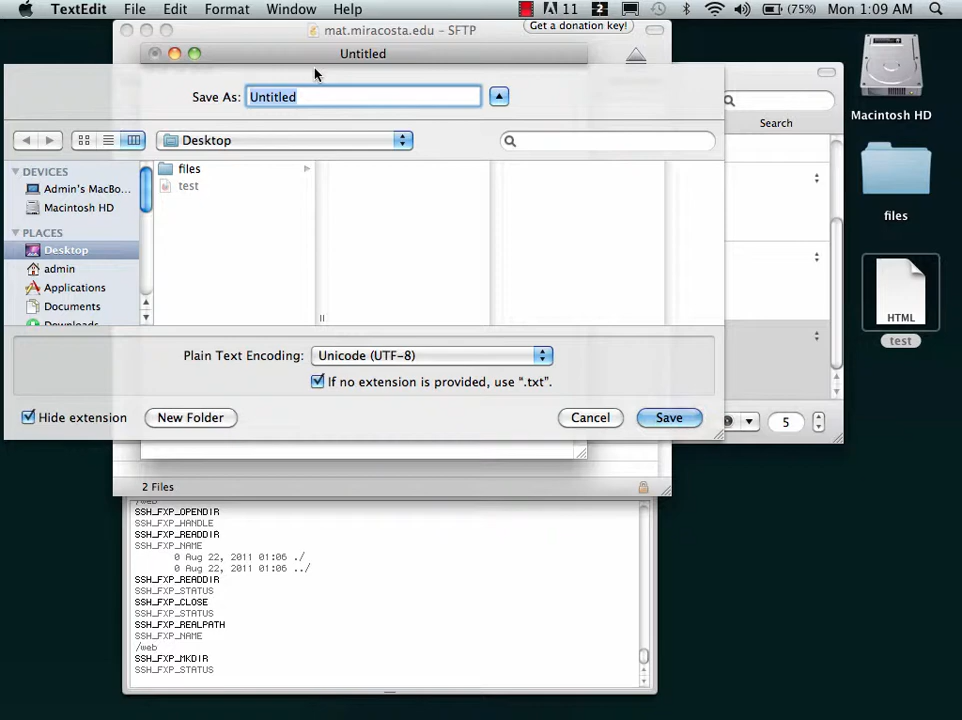 TextEdit File Edit Format Window Help 11 2 (75%) Mon 1:09 AM
Get a donation key!
mat.miracosta.edu – SFTP
Untitled
Save As: Untitled
Macintosh HD
Search
Desktop
DEVICES
Admin's MacBo...
Macintosh HD
PLACES
Desktop
admin
Applications
Documents
Downloads
files
test
files
HTML
test
Plain Text Encoding: Unicode (UTF-8)
If no extension is provided, use “.txt”.
Hide extension New Folder Cancel Save
5
2 Files
/web
SSH_FXP_OPENDIR
SSH_FXP_HANDLE
SSH_FXP_READDIR
SSH_FXP_NAME
0 Aug 22, 2011 01:06 ./
0 Aug 22, 2011 01:06 ../
SSH_FXP_READDIR
SSH_FXP_STATUS
SSH_FXP_CLOSE
SSH_FXP_STATUS
SSH_FXP_REALPATH
SSH_FXP_NAME
/web
SSH_FXP_MKDIR
SSH_FXP_STATUS